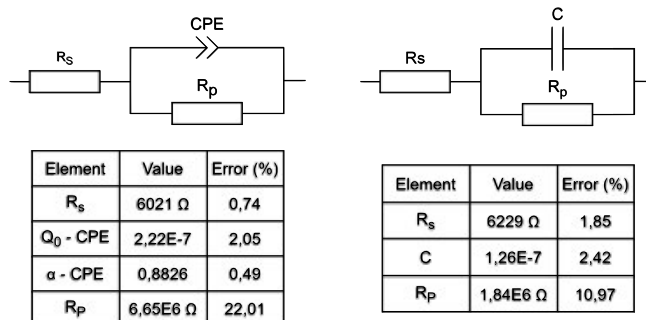 CPE
R_S
R_p
Element Value Error (%)
R_s 6021 Ω 0,74
Q_0 - CPE 2,22E-7 2,05
α - CPE 0,8826 0,49
R_P 6,65E6 Ω 22,01
C
Rs
R_p
Element Value Error (%)
R_s 6229 Ω 1,85
C 1,26E-7 2,42
R_P 1,84E6 Ω 10,97